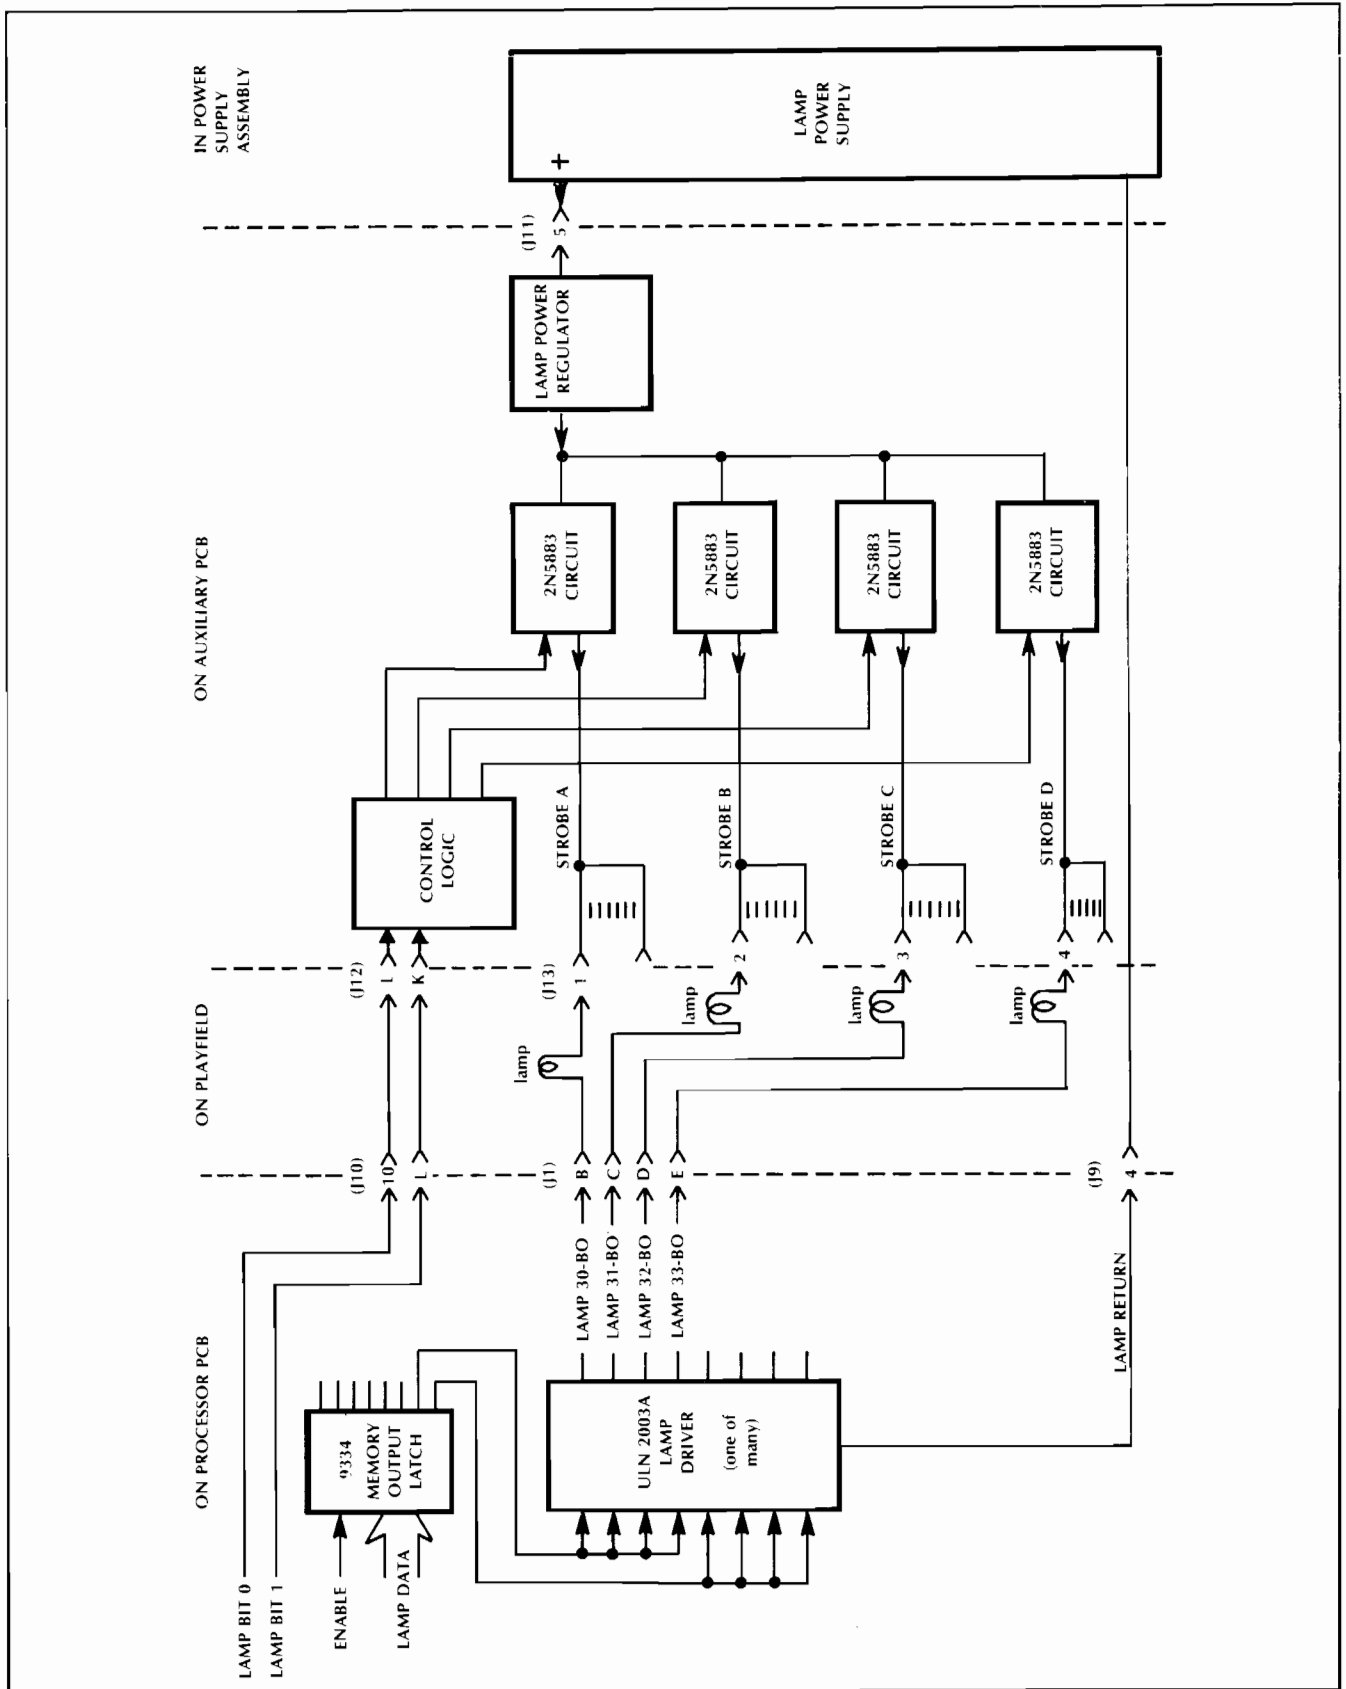 ON PROCESSOR PCB
ON PLAYFIELD
ON AUXILIARY PCB
IN POWER
SUPPLY
ASSEMBLY
LAMP BIT 0
LAMP BIT 1
ENABLE
LAMP DATA
9334
MEMORY
OUTPUT
LATCH
(J10)
10
L
(J12)
L
K
CONTROL
LOGIC
ULN 2003A
LAMP
DRIVER
(one of
many)
LAMP 30-BO
LAMP 31-BO
LAMP 32-BO
LAMP 33-BO
(J1)
B
C
D
E
lamp
lamp
lamp
lamp
(J13)
1
2
3
4
STROBE A
STROBE B
STROBE C
STROBE D
2N5883
CIRCUIT
2N5883
CIRCUIT
2N5883
CIRCUIT
2N5883
CIRCUIT
LAMP POWER
REGULATOR
(J11)
5
+
LAMP
POWER
SUPPLY
LAMP RETURN
(J9)
4